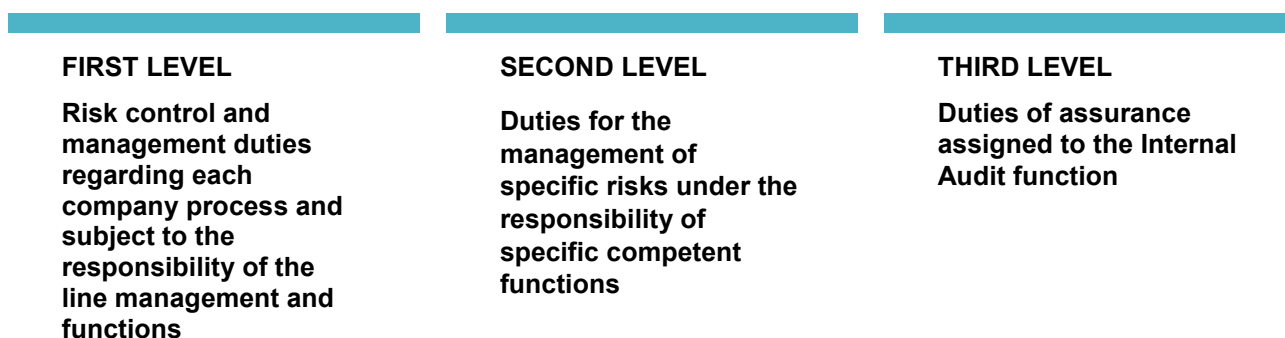 FIRST LEVEL
Risk control and
management duties
regarding each
company process and
subject to the
responsibility of the
line management and
functions
SECOND LEVEL
Duties for the
management of
specific risks under the
responsibility of
specific competent
functions
THIRD LEVEL
Duties of assurance
assigned to the Internal
Audit function